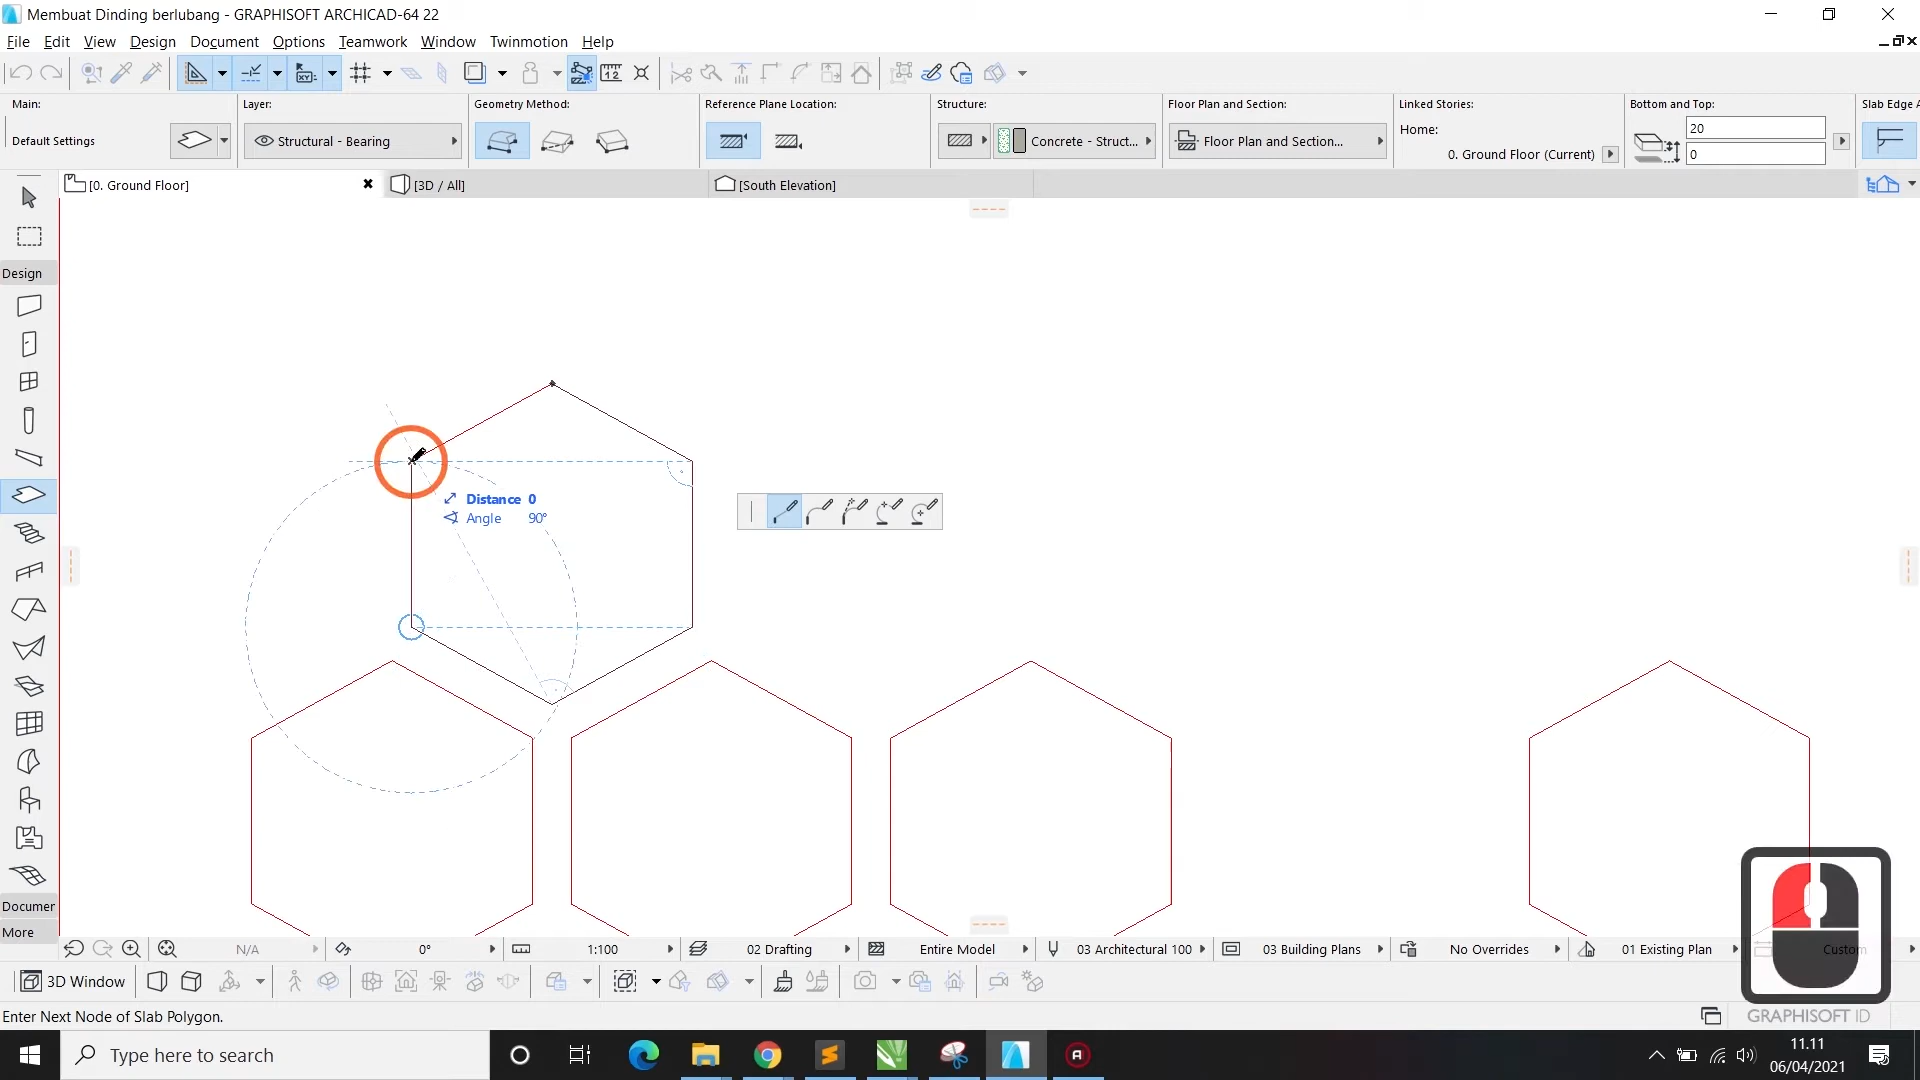 Membuat Dinding berlubang - GRAPHISOFT ARCHICAD-64 22
File Edit View Design Document Options Teamwork Window Twinmotion Help
Main: Layer: Geometry Method: Reference Plane Location: Structure: Floor Plan and Section: Linked Stories: Bottom and Top: Slab Edge A
Default Settings Structural - Bearing Concrete - Struct... Floor Plan and Section... Home: 20
0. Ground Floor (Current) 0
[0. Ground Floor] [3D / All] [South Elevation]
Design
Distance 0
Angle 90°
Documer
More
N/A 0° 1:100 02 Drafting Entire Model 03 Architectural 100 03 Building Plans No Overrides 01 Existing Plan Custom
3D Window
Enter Next Node of Slab Polygon. GRAPHISOFT ID
Type here to search
11.11
06/04/2021